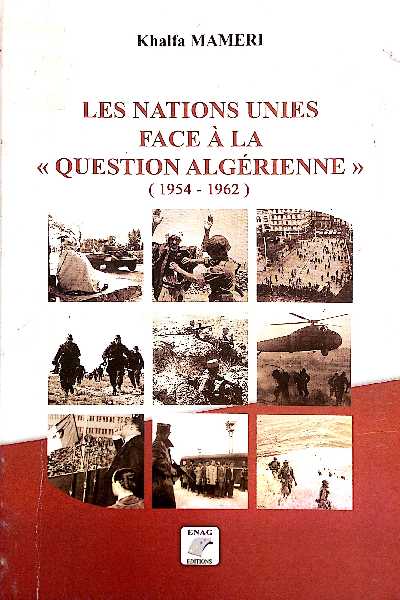 Khalfa MAMERI
LES NATIONS UNIES
FACE À LA
« QUESTION ALGÉRIENNE »
( 1954 - 1962 )
ENAG
EDITIONS